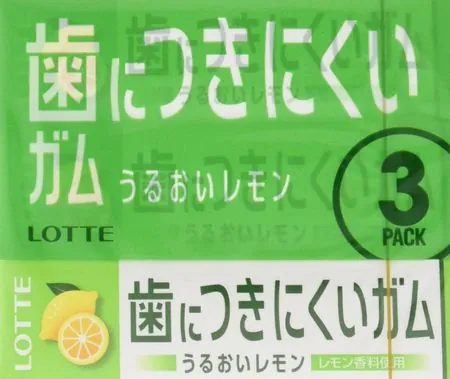 歯につきにくい
ガム うるおいレモン
LOTTE
3
PACK
LOTTE
歯につきにくいガム
うるおいレモン レモン香料使用